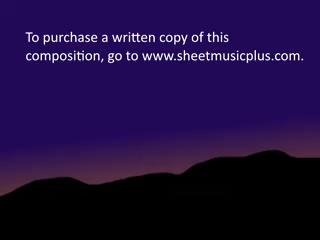 To purchase a written copy of this
composition, go to www.sheetmusicplus.com.